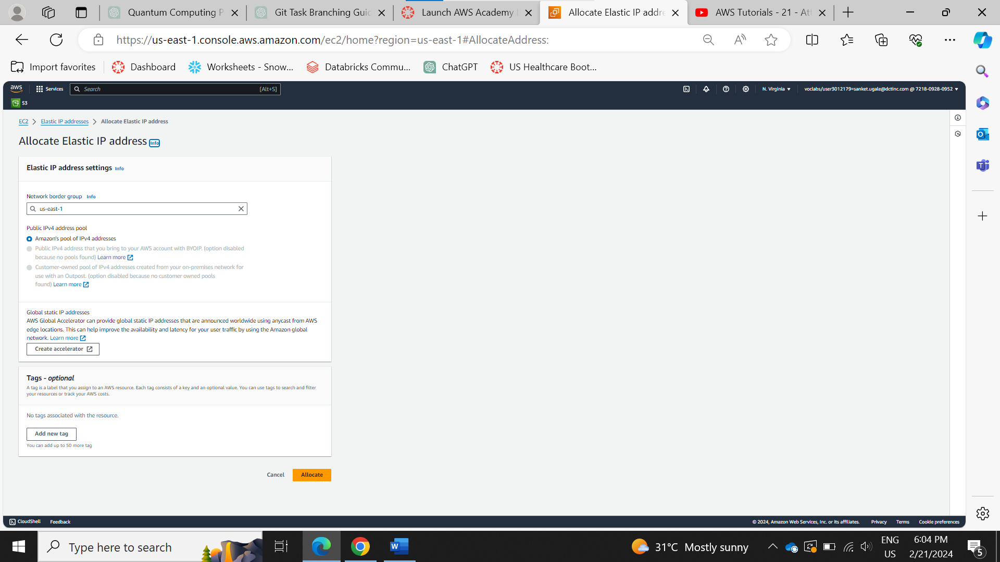 Quantum Computing P
Git Task Branching Guid
Launch AWS Academy
Allocate Elastic IP addre
AWS Tutorials - 21 - Att
https://us-east-1.console.aws.amazon.com/ec2/home?region=us-east-1#AllocateAddress:
Import favorites
Dashboard
Worksheets - Snow...
Databricks Commu...
ChatGPT
US Healthcare Boot...
aws
Services
Search
[Alt+S]
N. Virginia
voclabs/user3012179=sanket.ugale@dctinc.com @ 7218-0928-0952
S3
EC2
Elastic IP addresses
Allocate Elastic IP address
Allocate Elastic IP address Info
Elastic IP address settings Info
Network border group Info
us-east-1
Public IPv4 address pool
Amazon's pool of IPv4 addresses
Public IPv4 address that you bring to your AWS account with BYOIP. (option disabled
because no pools found) Learn more
Customer-owned pool of IPv4 addresses created from your on-premises network for
use with an Outpost. (option disabled because no customer owned pools
found) Learn more
Global static IP addresses
AWS Global Accelerator can provide global static IP addresses that are announced worldwide using anycast from AWS
edge locations. This can help improve the availability and latency for your user traffic by using the Amazon global
network. Learn more
Create accelerator
Tags - optional
A tag is a label that you assign to an AWS resource. Each tag consists of a key and an optional value. You can use tags to search and filter
your resources or track your AWS costs.
No tags associated with the resource.
Add new tag
You can add up to 50 more tag
Cancel
Allocate
CloudShell
Feedback
© 2024, Amazon Web Services, Inc. or its affiliates.
Privacy
Terms
Cookie preferences
Type here to search
31°C Mostly sunny
ENG
US
6:04 PM
2/21/2024
5